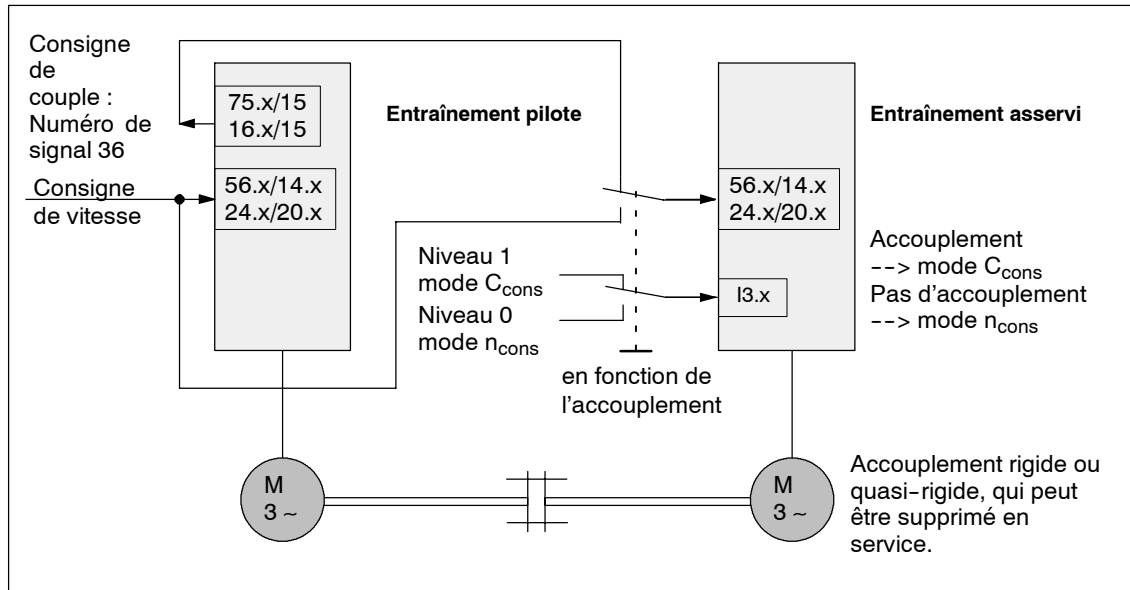 Consigne
de
couple :
Numéro de
signal 36
75.x/15
16.x/15
Entraînement pilote
Entraînement asservi
Consigne
de vitesse
56.x/14.x
24.x/20.x
56.x/14.x
24.x/20.x
Niveau 1
mode Ccons
Niveau 0
mode ncons
I3.x
Accouplement
--> mode Ccons
Pas d'accouplement
--> mode ncons
en fonction de
l'accouplement
M
3 ~
M
3 ~
Accouplement rigide ou
quasi-rigide, qui peut
être supprimé en
service.